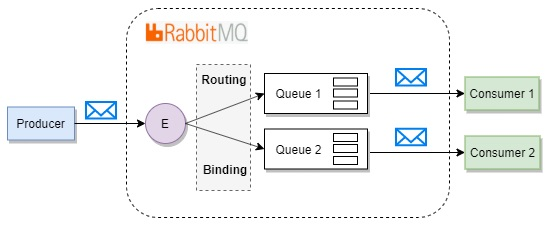 RabbitMQ
Routing
Queue 1
Consumer 1
Producer
E
Queue 2
Consumer 2
Binding